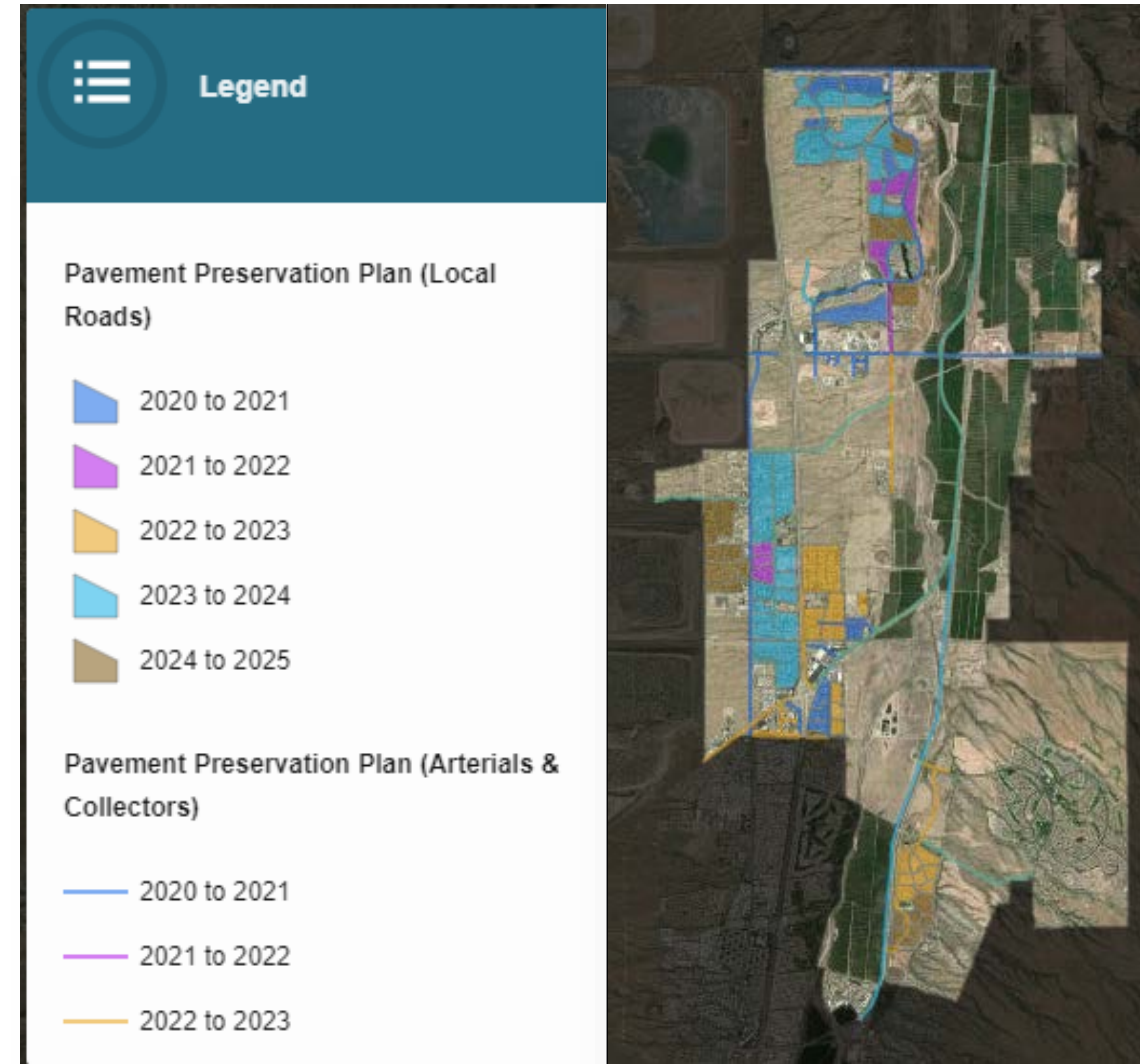 Legend
Pavement Preservation Plan (Local
Roads)
2020 to 2021
2021 to 2022
2022 to 2023
2023 to 2024
2024 to 2025
Pavement Preservation Plan (Arterials &
Collectors)
2020 to 2021
2021 to 2022
2022 to 2023